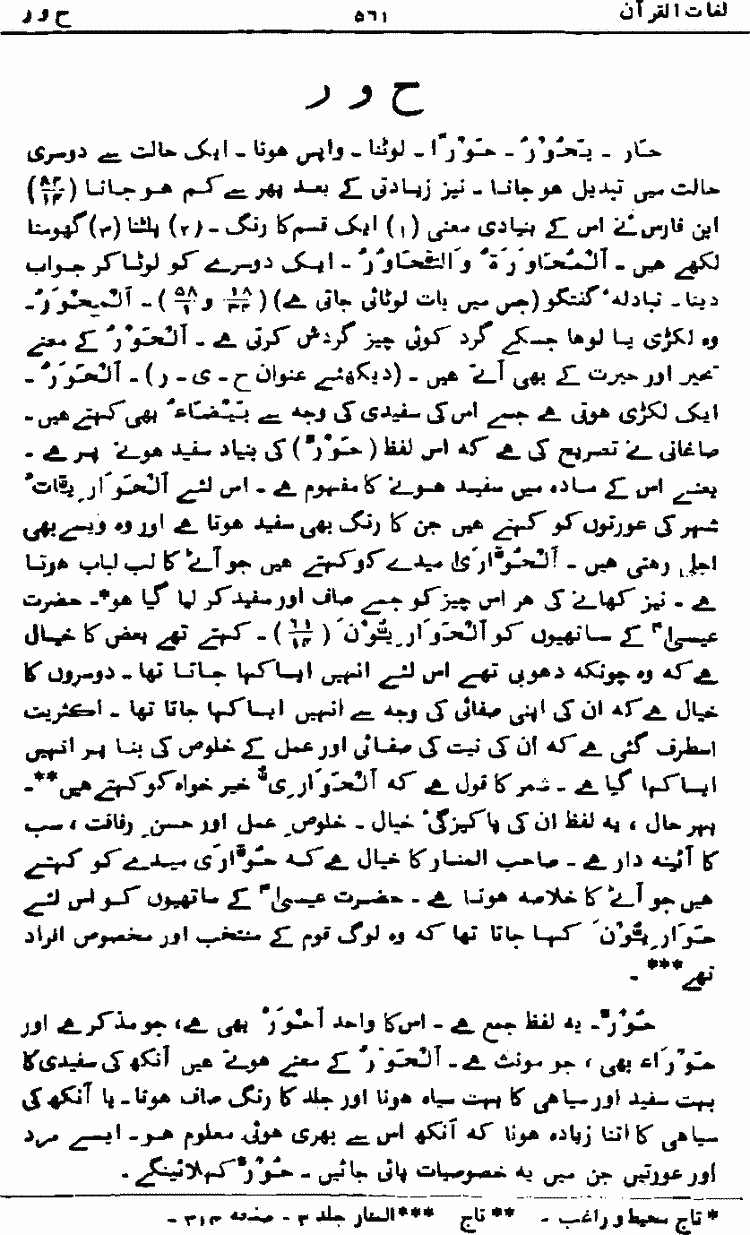 لغات القرآن ۵٦۱ ح و ر
ح و ر
حَارَ ۔ يَحُوْرُ ۔ حَوْرًا ۔ لوٹنا ۔ واپس ہونا ۔ ایک حالت سے دوسری
حالت میں تبدیل ہو جانا ۔ نیز زیادتی کے بعد پھر سے کم ہو جانا (۸۴/۱۴)
ابن فارس نے اس کے بنیادی معنی (۱) ایک قسم کا رنگ ۔ (۲) پلٹنا (۳) گھومنا
لکھے ہیں ۔ اَلْمُحَاوَرَةُ وَالتَّحَاوُرُ ۔ ایک دوسرے کو لوٹا کر جواب
دینا ۔ تبادلۂ گفتگو (جس میں بات لوٹائی جاتی ہے) (۱۸/۳۴ و ۵۸/۱) ۔ اَلْمِحْوَرُ ۔
وہ لکڑی یا لوہا جسکے گرد کوئی چیز گردش کرتی ہے ۔ اَلْحَوْرُ کے معنے
تحیر اور حیرت کے بھی آتے ہیں ۔ (دیکھئے عنوان ح ۔ ی ۔ ر) ۔ اَلْحَوَرُ ۔
ایک لکڑی ہوتی ہے جسے اس کی سفیدی کی وجہ سے بَيْضَاءُ بھی کہتے ہیں ۔
صاغانی نے تصریح کی ہے کہ اس لفظ (حَوْرٌ) کی بنیاد سفید ہونے پر ہے ۔
یعنے اس کے مادہ میں سفید ہونے کا مفہوم ہے ۔ اس لئے اَلْحَوَارِيَّاتُ
شہر کی عورتوں کو کہتے ہیں جن کا رنگ بھی سفید ہوتا ہے اور وہ ویسے بھی
اجلی رہتی ہیں ۔ اَلْحُوَّارَىٰ میدے کو کہتے ہیں جو آٹے کا لب لباب ہوتا
ہے ۔ نیز کھانے کی ہر اس چیز کو جسے صاف اور سفید کر لیا گیا ہو* ۔ حضرت
عیسیٰؑ کے ساتھیوں کو اَلْحَوَارِيُّوْنَ (۱۱/۱۴) ۔ کہتے تھے بعض کا خیال
ہے کہ وہ چونکہ دھوبی تھے اس لئے انہیں ایسا کہا جاتا تھا ۔ دوسروں کا
خیال ہے کہ ان کی اپنی صفائی کی وجہ سے انہیں ایسا کہا جاتا تھا ۔ اکثریت
اسطرف گئی ہے کہ ان کی نیت کی صفائی اور عمل کے خلوص کی بنا پر انہیں
ایسا کہا گیا ہے ۔ شمر کا قول ہے کہ اَلْحَوَارِىُّ خیر خواہ کو کہتے ہیں** ۔
بہر حال ، یہ لفظ ان کی پاکیزگیٔ خیال ۔ خلوصِ عمل اور حسنِ رفاقت ، سب
کا آئینہ دار ہے ۔ صاحب المنار کا خیال ہے کہ حُوَّارَى میدے کو کہتے
ہیں جو آٹے کا خلاصہ ہوتا ہے ۔ حضرت عیسیٰؑ کے ساتھیوں کو اس لئے
حَوَارِيُّوْنَ کہا جاتا تھا کہ وہ لوگ قوم کے منتخب اور مخصوص افراد
تھے*** ۔
حُوْرٌ ۔ یہ لفظ جمع ہے ۔ اس کا واحد اَحْوَرُ بھی ہے، جو مذکر ہے اور
حَوْرَاءُ بھی ، جو مونث ہے ۔ اَلْحَوَرُ کے معنے ہوتے ہیں آنکھ کی سفیدی کا
بہت سفید اور سیاہی کا بہت سیاہ ہونا اور جلد کا رنگ صاف ہونا ۔ یا آنکھ کی
سیاہی کا اتنا زیادہ ہونا کہ آنکھ اس سے بھری ہوئی معلوم ہو ۔ ایسے مرد
اور عورتیں جن میں یہ خصوصیات پائی جائیں ۔ حُوْرٌ کہلائینگے ۔
*تاج محیط و راغب ۔ **تاج ***المنار جلد ۳ ۔ صفحہ ۳۱۴ ۔